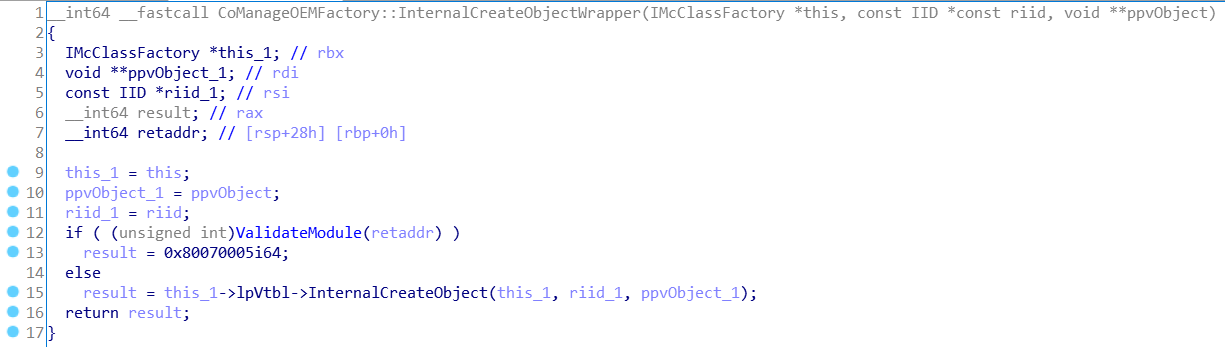 1 __int64 __fastcall CoManageOEMFactory::InternalCreateObjectWrapper(IMcClassFactory *this, const IID *const riid, void **ppvObject)
2 {
3   IMcClassFactory *this_1; // rbx
4   void **ppvObject_1; // rdi
5   const IID *riid_1; // rsi
6   __int64 result; // rax
7   __int64 retaddr; // [rsp+28h] [rbp+0h]
8
9   this_1 = this;
10   ppvObject_1 = ppvObject;
11   riid_1 = riid;
12   if ( (unsigned int)ValidateModule(retaddr) )
13     result = 0x80070005i64;
14   else
15     result = this_1->lpVtbl->InternalCreateObject(this_1, riid_1, ppvObject_1);
16   return result;
17 }